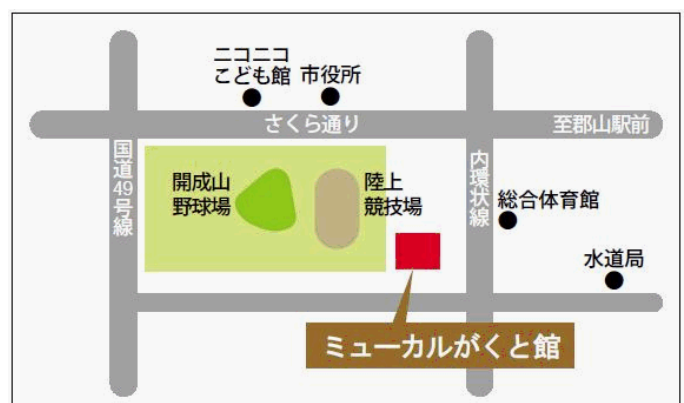 ニコニコ
こども館
市役所
さくら通り
至郡山駅前
国道49号線
開成山
野球場
陸上
競技場
内環状線
総合体育館
水道局
ミューカルがくと館